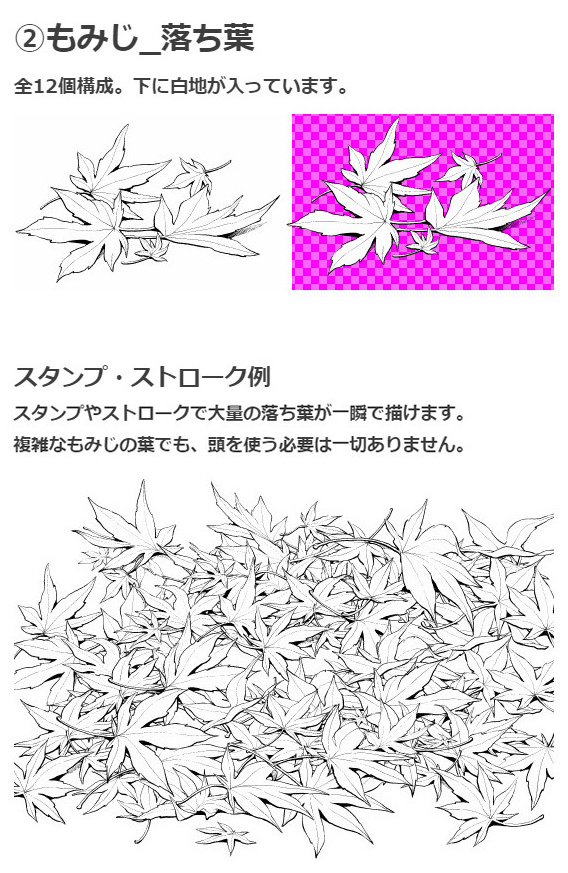 ②もみじ_落ち葉
全12個構成。下に白地が入っています。
スタンプ・ストローク例
スタンプやストロークで大量の落ち葉が一瞬で描けます。
複雑なもみじの葉でも、頭を使う必要は一切ありません。